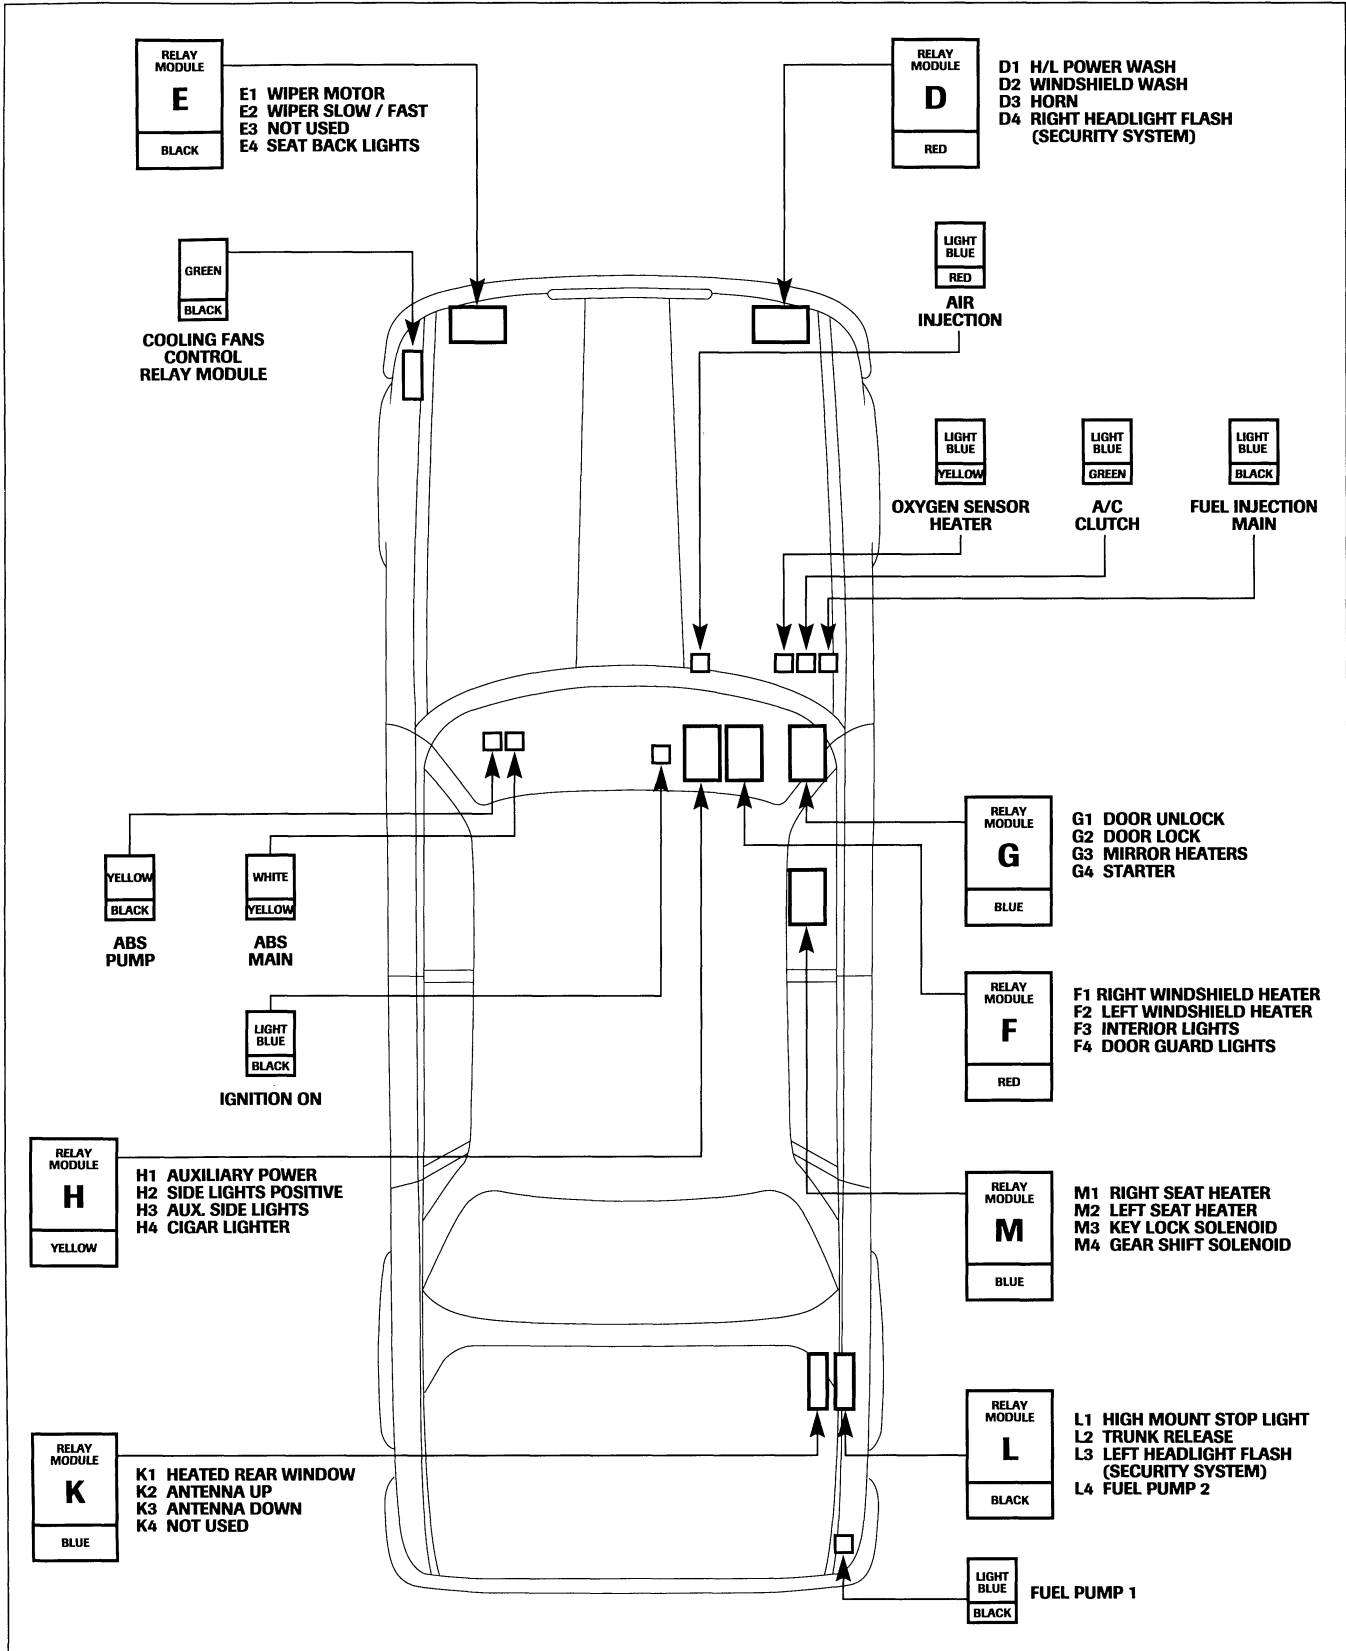 RELAY
MODULE
E
BLACK
E1 WIPER MOTOR
E2 WIPER SLOW / FAST
E3 NOT USED
E4 SEAT BACK LIGHTS
RELAY
MODULE
D
RED
D1 H/L POWER WASH
D2 WINDSHIELD WASH
D3 HORN
D4 RIGHT HEADLIGHT FLASH
(SECURITY SYSTEM)
GREEN
BLACK
COOLING FANS
CONTROL
RELAY MODULE
LIGHT
BLUE
RED
AIR
INJECTION
LIGHT
BLUE
YELLOW
OXYGEN SENSOR
HEATER
LIGHT
BLUE
GREEN
A/C
CLUTCH
LIGHT
BLUE
BLACK
FUEL INJECTION
MAIN
YELLOW
BLACK
ABS
PUMP
WHITE
YELLOW
ABS
MAIN
RELAY
MODULE
G
BLUE
G1 DOOR UNLOCK
G2 DOOR LOCK
G3 MIRROR HEATERS
G4 STARTER
LIGHT
BLUE
BLACK
IGNITION ON
RELAY
MODULE
F
RED
F1 RIGHT WINDSHIELD HEATER
F2 LEFT WINDSHIELD HEATER
F3 INTERIOR LIGHTS
F4 DOOR GUARD LIGHTS
RELAY
MODULE
H
YELLOW
H1 AUXILIARY POWER
H2 SIDE LIGHTS POSITIVE
H3 AUX. SIDE LIGHTS
H4 CIGAR LIGHTER
RELAY
MODULE
M
BLUE
M1 RIGHT SEAT HEATER
M2 LEFT SEAT HEATER
M3 KEY LOCK SOLENOID
M4 GEAR SHIFT SOLENOID
RELAY
MODULE
K
BLUE
K1 HEATED REAR WINDOW
K2 ANTENNA UP
K3 ANTENNA DOWN
K4 NOT USED
RELAY
MODULE
L
BLACK
L1 HIGH MOUNT STOP LIGHT
L2 TRUNK RELEASE
L3 LEFT HEADLIGHT FLASH
(SECURITY SYSTEM)
L4 FUEL PUMP 2
LIGHT
BLUE
BLACK
FUEL PUMP 1